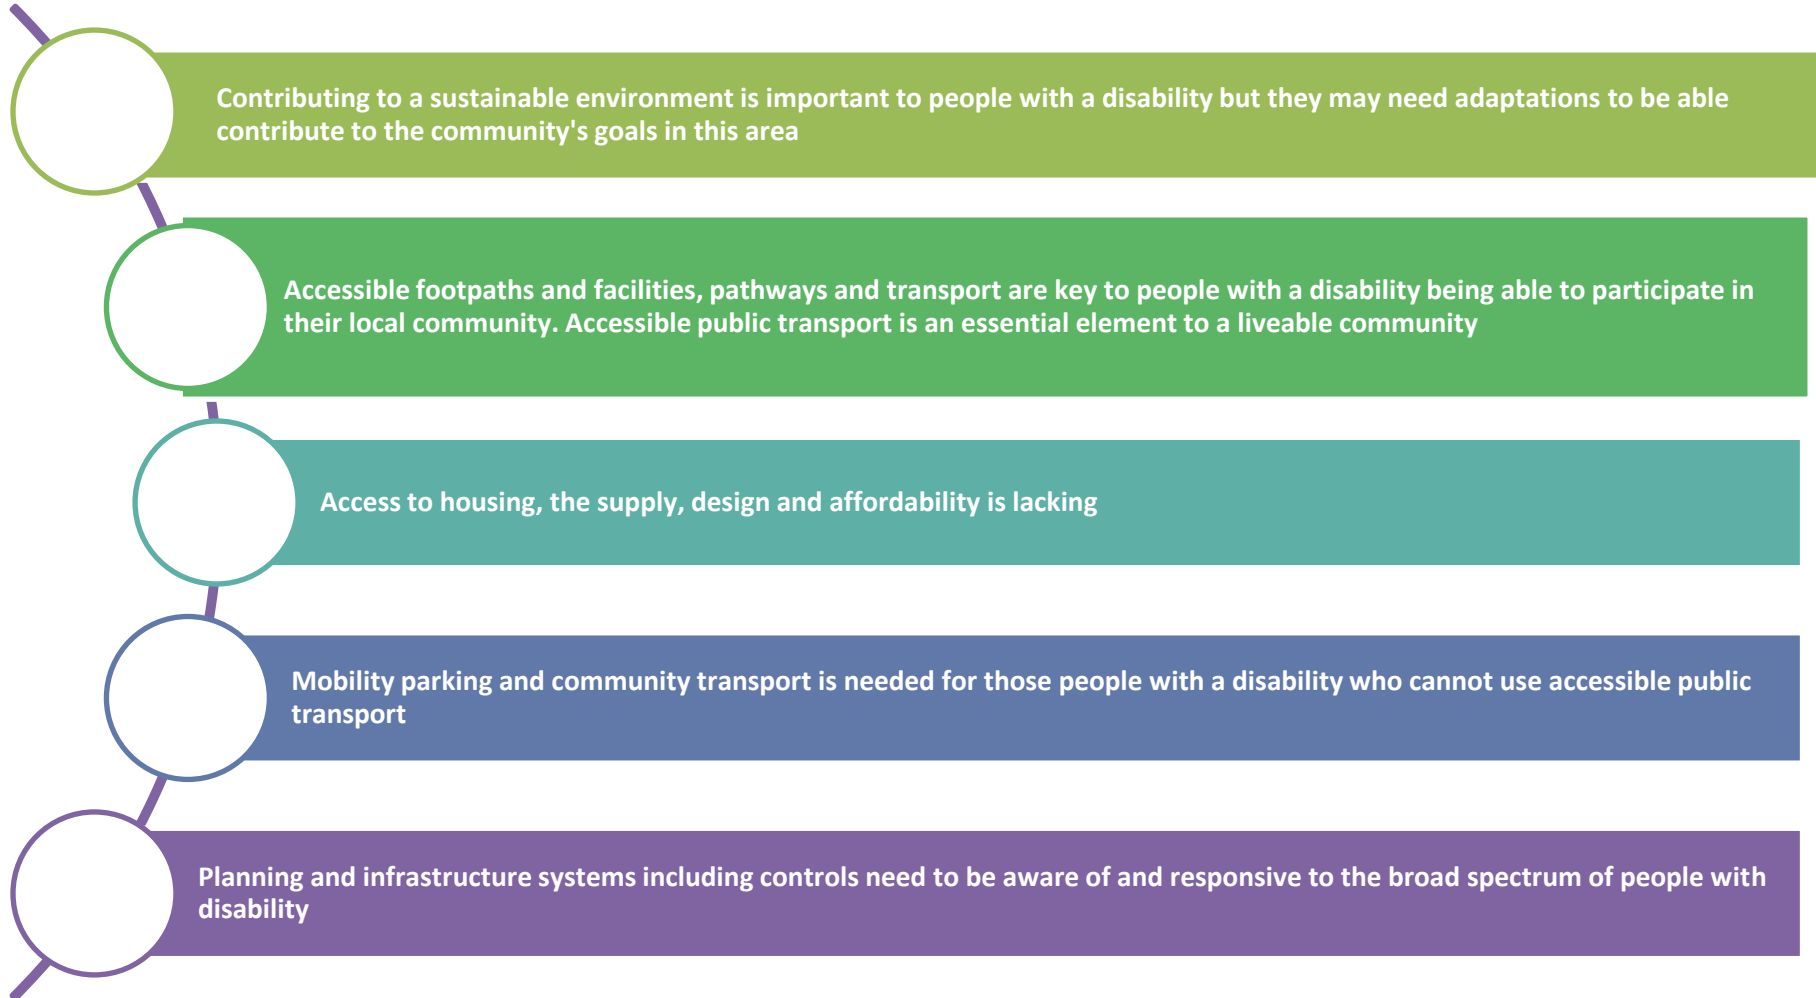 Contributing to a sustainable environment is important to people with a disability but they may need adaptations to be able
contribute to the community's goals in this area
Accessible footpaths and facilities, pathways and transport are key to people with a disability being able to participate in
their local community. Accessible public transport is an essential element to a liveable community
Access to housing, the supply, design and affordability is lacking
Mobility parking and community transport is needed for those people with a disability who cannot use accessible public
transport
Planning and infrastructure systems including controls need to be aware of and responsive to the broad spectrum of people with
disability